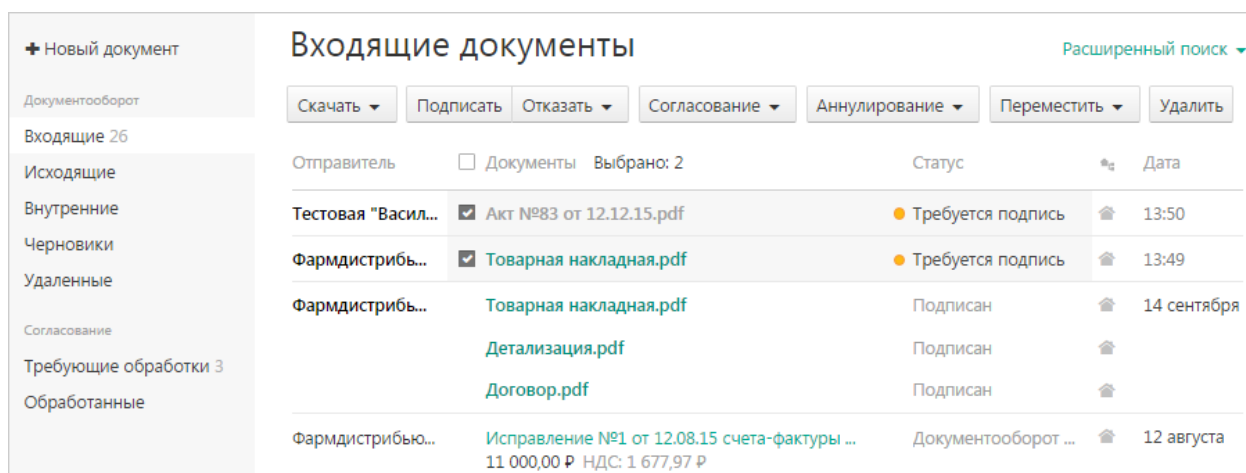 + Новый документ
Документооборот
Входящие 26
Исходящие
Внутренние
Черновики
Удаленные
Согласование
Требующие обработки 3
Обработанные
Входящие документы
Расширенный поиск
Скачать Подписать Отказать Согласование Аннулирование Переместить Удалить
Отправитель Документы Выбрано: 2 Статус Дата
Тестовая "Васил... Акт №83 от 12.12.15.pdf Требуется подпись 13:50
Фармдистрибь... Товарная накладная.pdf Требуется подпись 13:49
Фармдистрибь... Товарная накладная.pdf Подписан 14 сентября
Детализация.pdf Подписан
Договор.pdf Подписан
Фармдистрибью... Исправление №1 от 12.08.15 счета-фактуры ... Документооборот ... 12 августа
11 000,00 ₽ НДС: 1 677,97 ₽